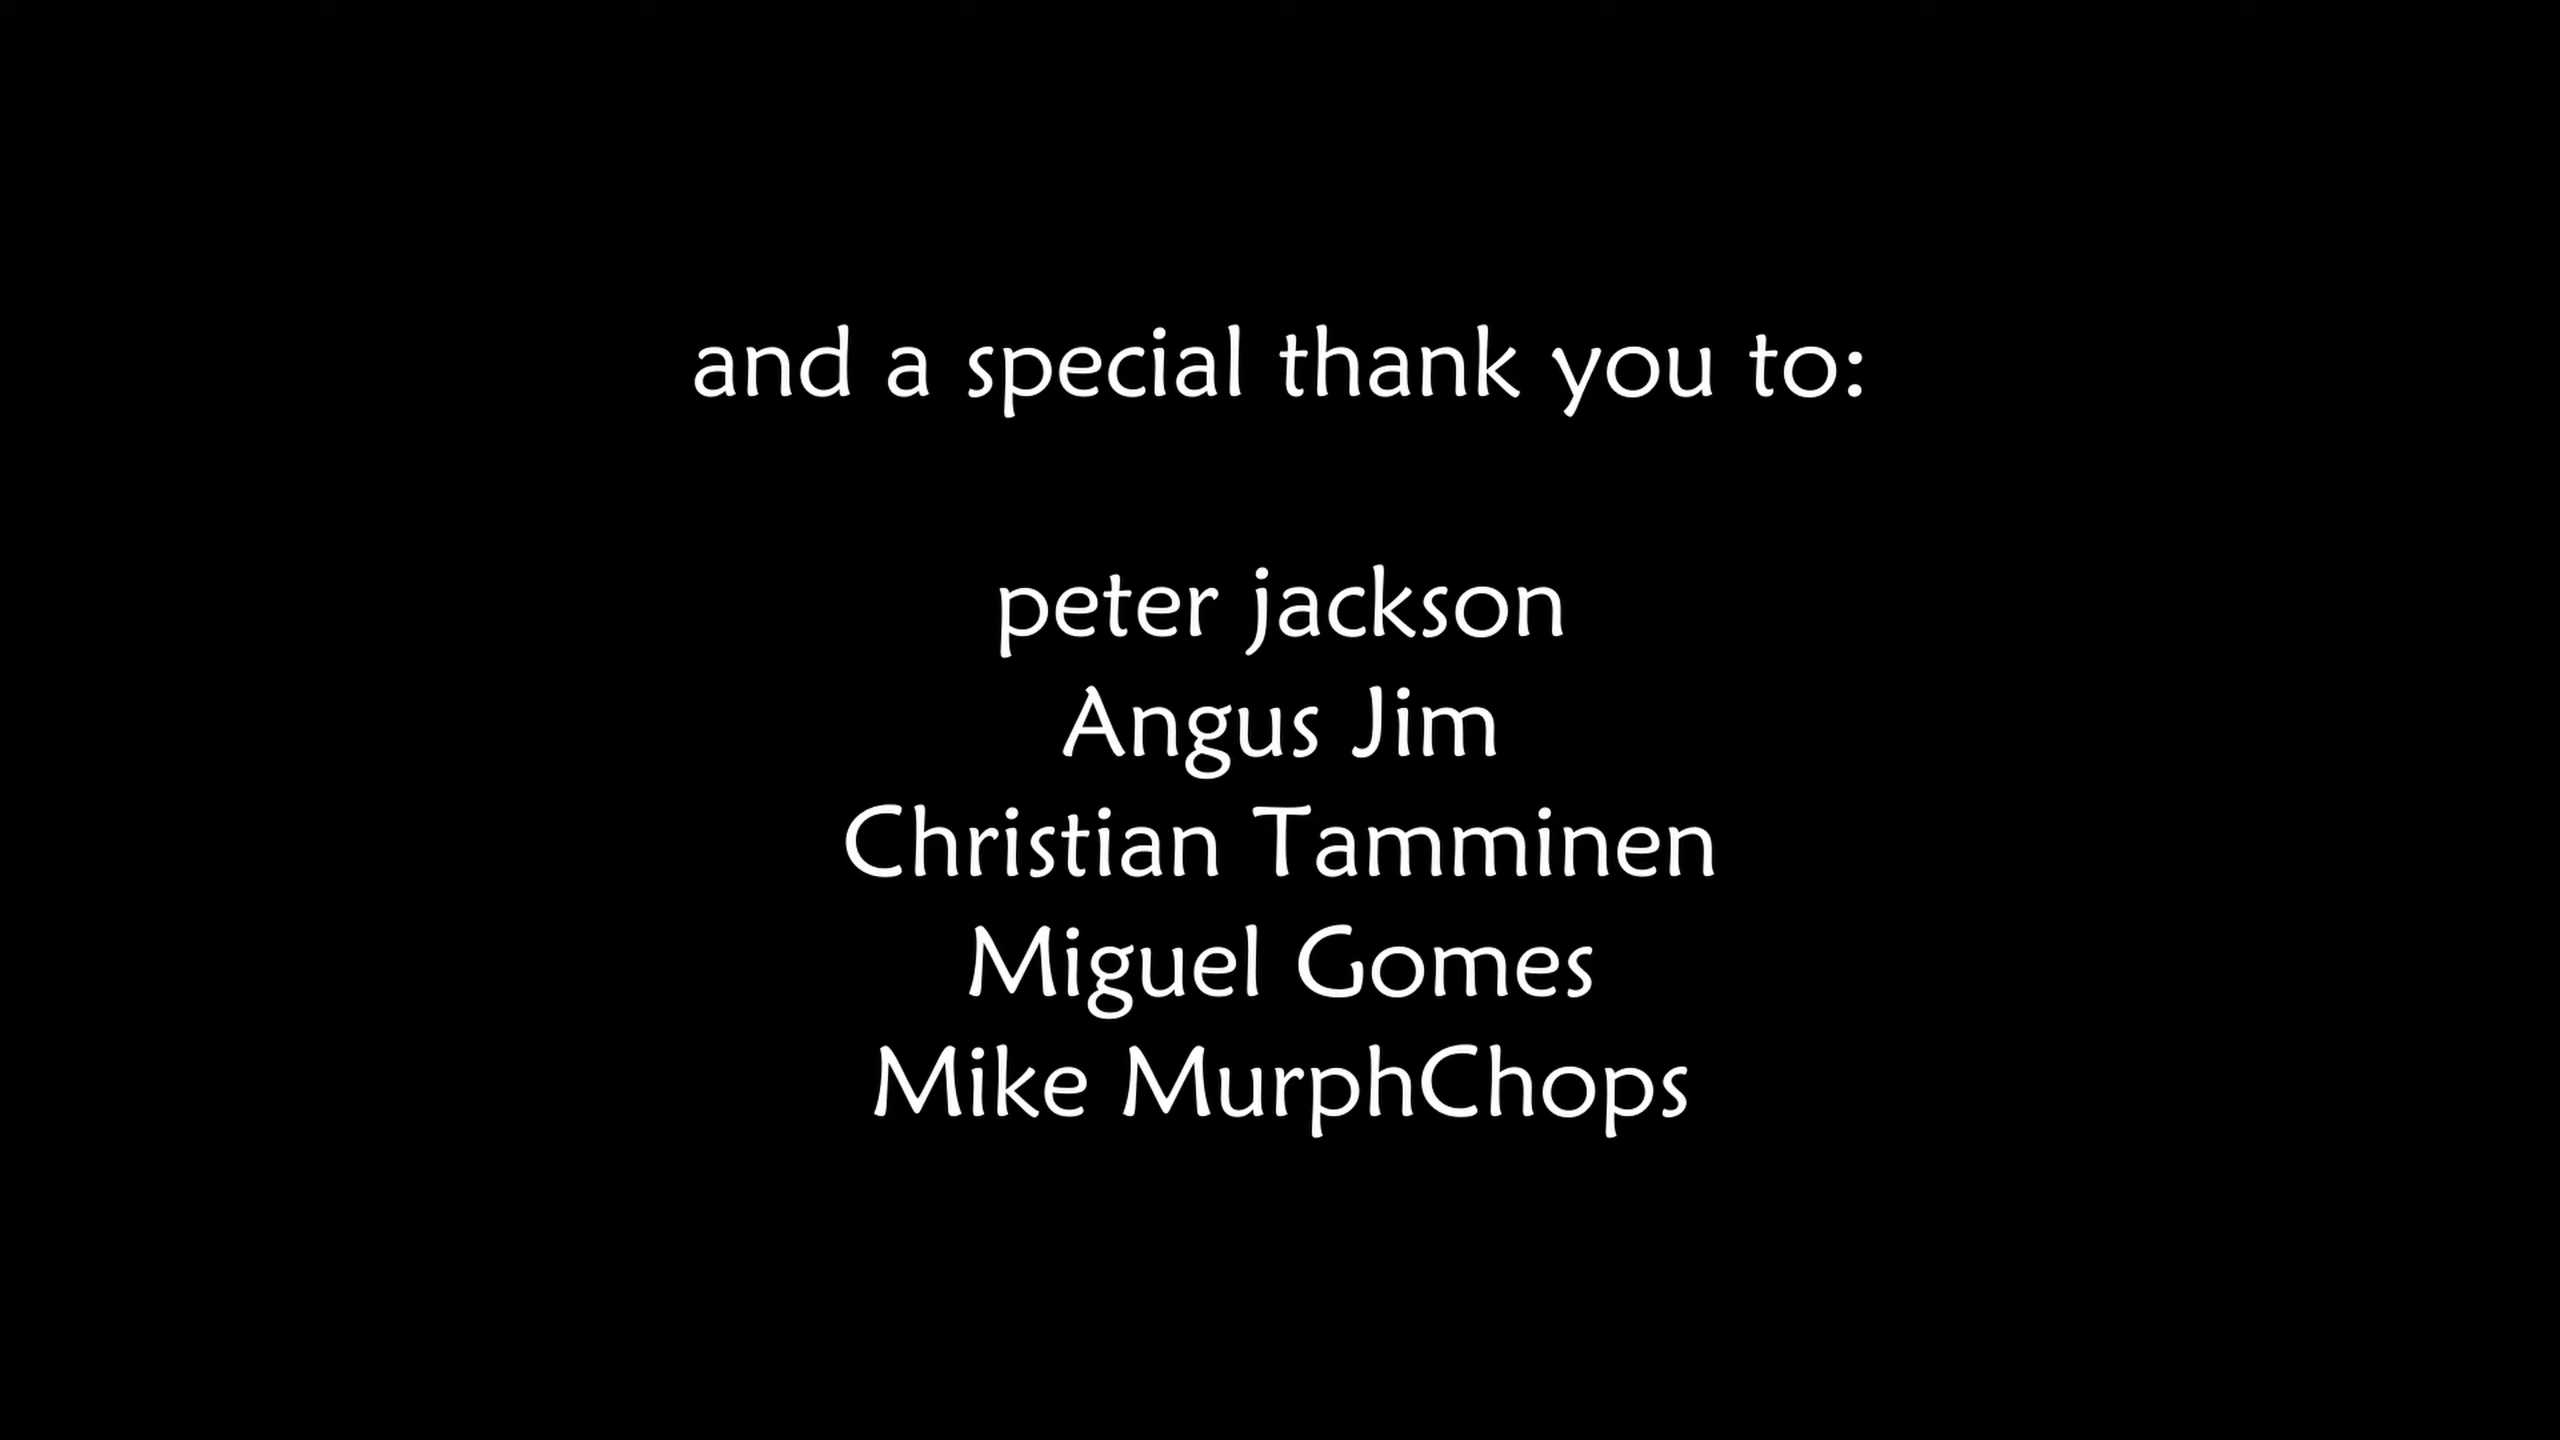 and a special thank you to:
peter jackson
Angus Jim
Christian Tamminen
Miguel Gomes
Mike MurphChops